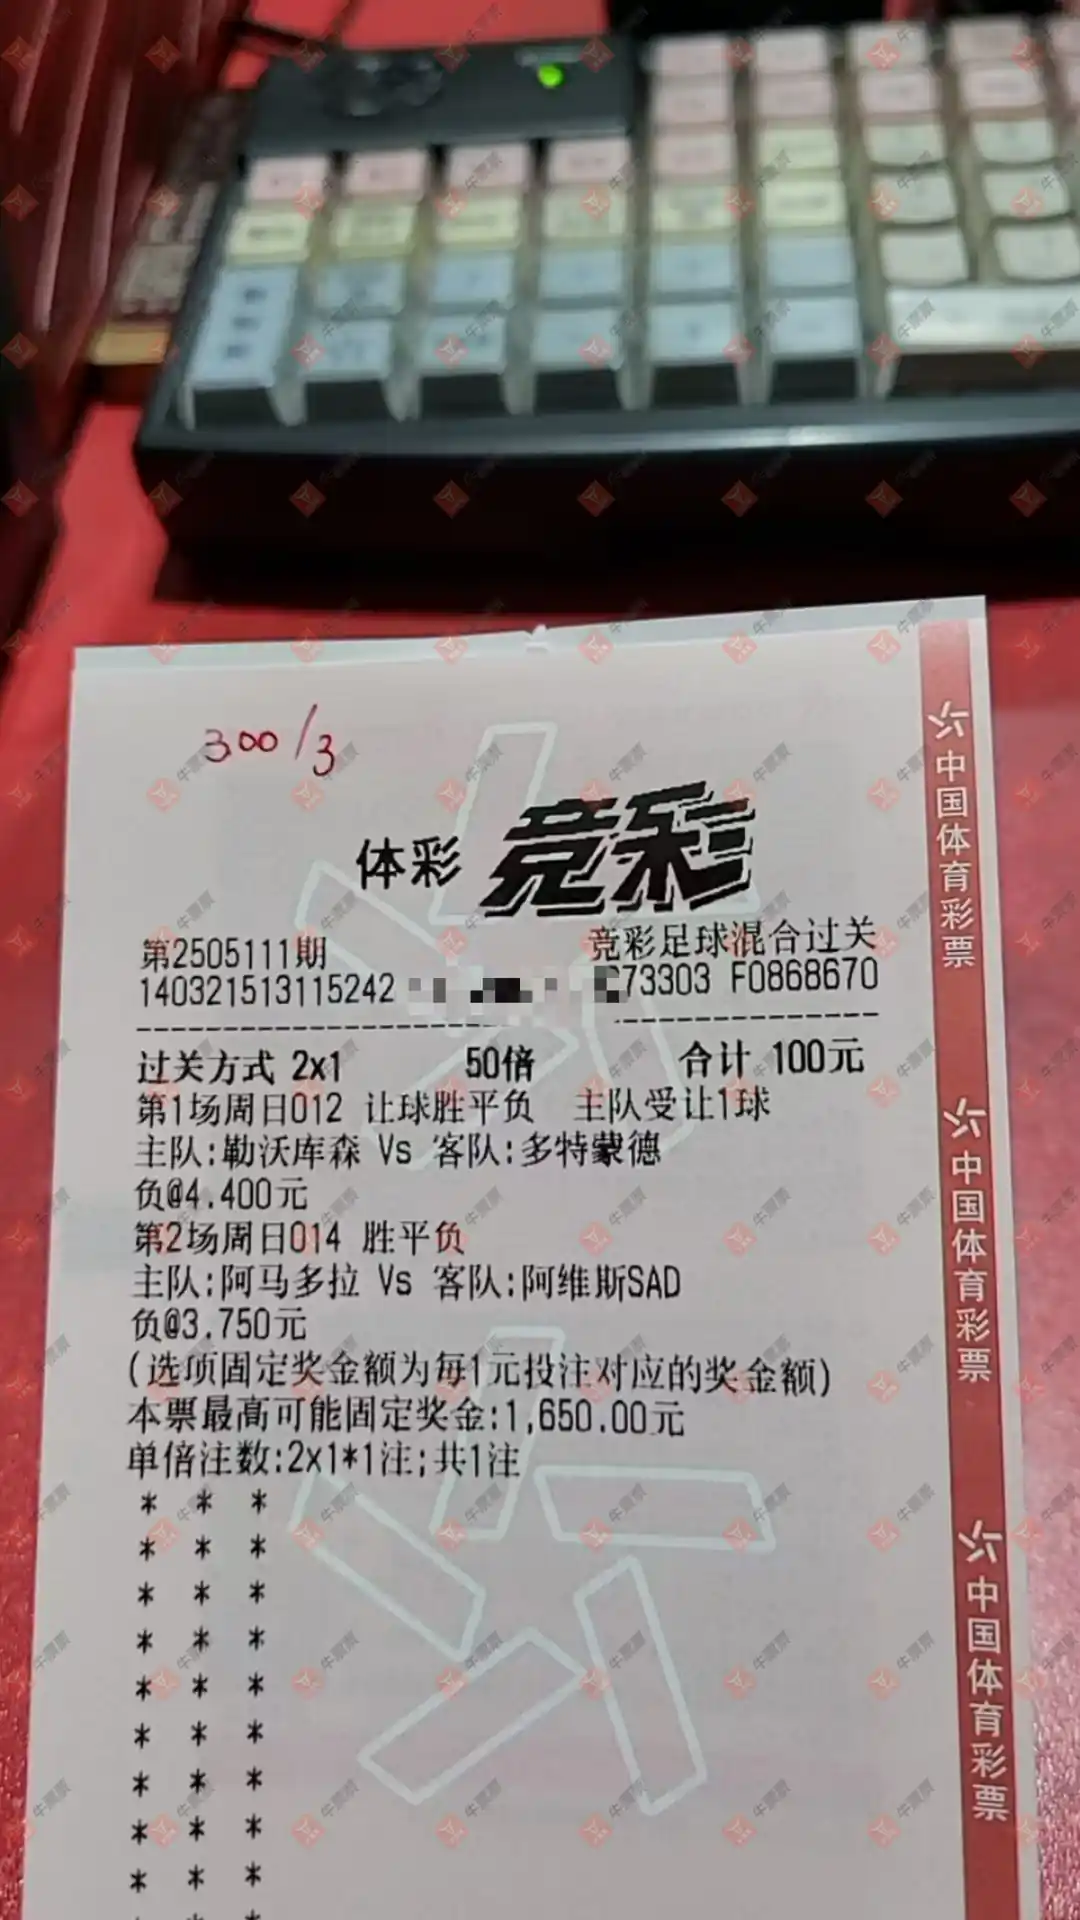 300/3
体彩 竞彩
第2505111期 竞彩足球混合过关
140321513115242 73303 F0868670
过关方式 2x1 50倍 合计 100元
第1场周日012 让球胜平负 主队受让1球
主队:勒沃库森 Vs 客队:多特蒙德
负@4.400元
第2场周日014 胜平负
主队:阿马多拉 Vs 客队:阿维斯SAD
负@3.750元
(选项固定奖金额为每1元投注对应的奖金额)
本票最高可能固定奖金:1,650.00元
单倍注数:2x1*1注;共1注
* * *
* * *
* * *
* * *
* * *
* * *
* * *
* * *
* * *
中国体育彩票
中国体育彩票
中国体育彩票
牛票票